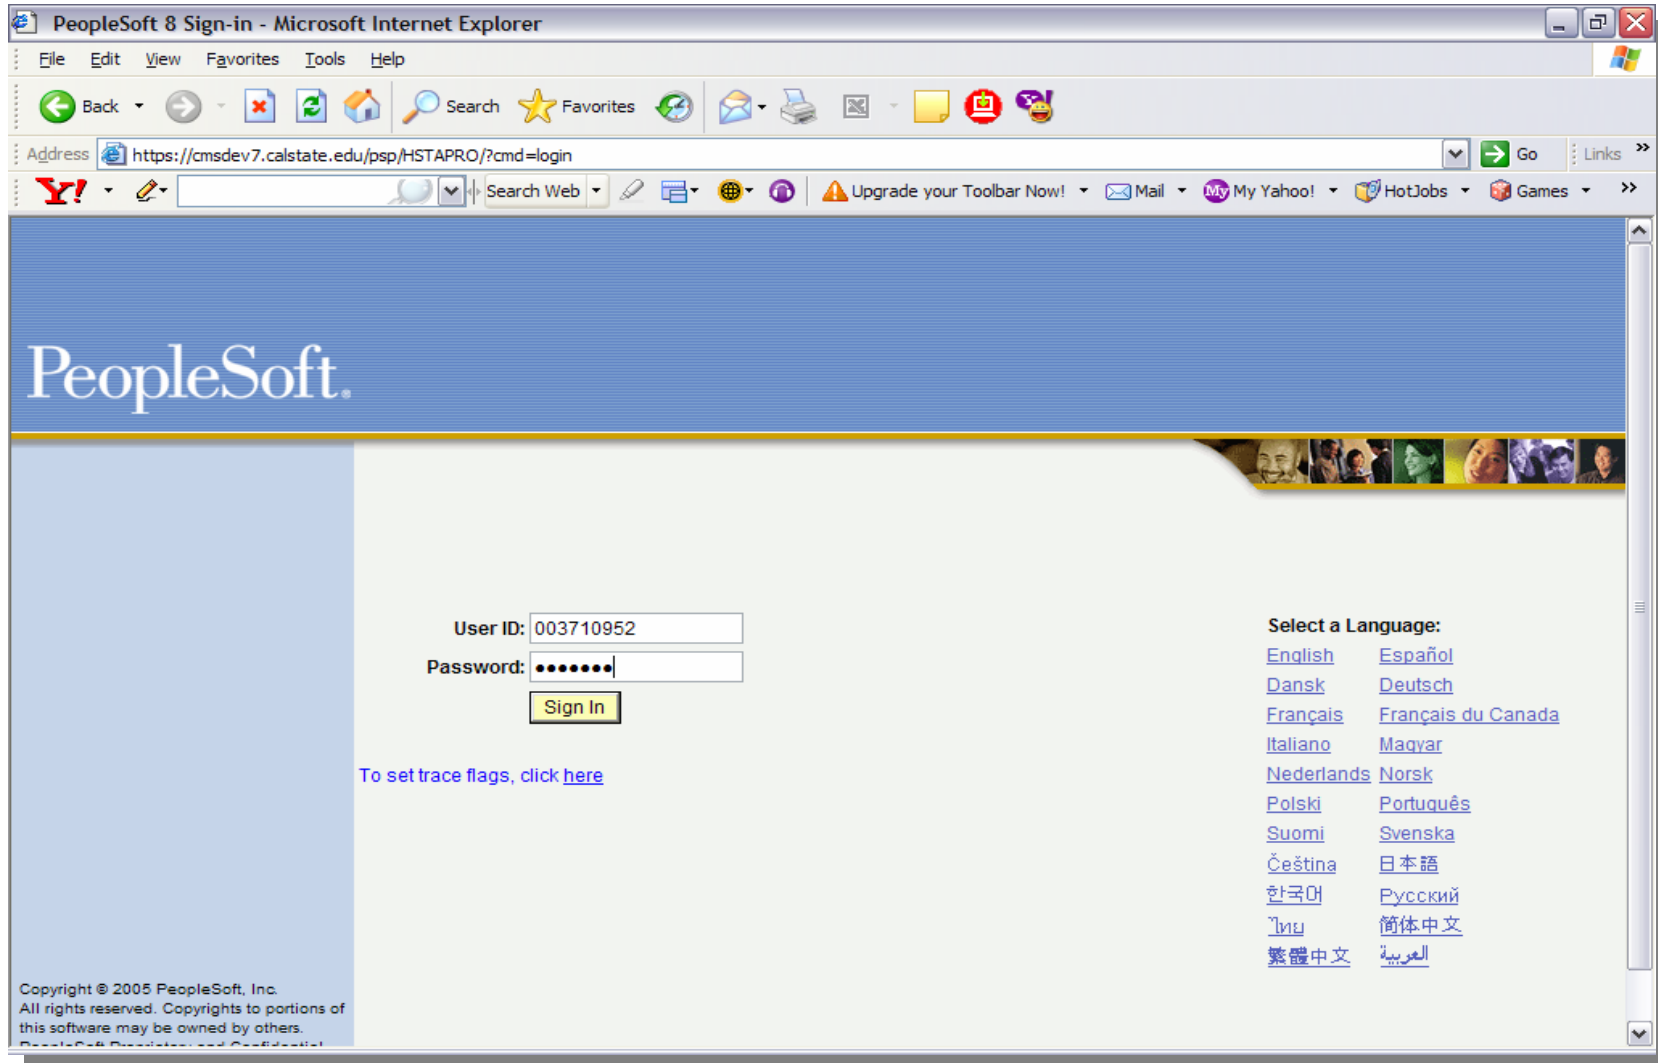 PeopleSoft 8 Sign-in - Microsoft Internet Explorer
File Edit View Favorites Tools Help
Back Search Favorites
Address https://cmsdev7.calstate.edu/psp/HSTAPRO/?cmd=login Go Links »
Y! Search Web Upgrade your Toolbar Now! Mail My My Yahoo! HotJobs Games »
PeopleSoft®
User ID: 003710952
Password: •••••••
Sign In
To set trace flags, click here
Select a Language:
English Español
Dansk Deutsch
Français Français du Canada
Italiano Magyar
Nederlands Norsk
Polski Português
Suomi Svenska
Čeština 日本語
한국어 Русский
ไทย 简体中文
繁體中文 العربية
Copyright © 2005 PeopleSoft, Inc.
All rights reserved. Copyrights to portions of
this software may be owned by others.
PeopleSoft Proprietary and Confidential